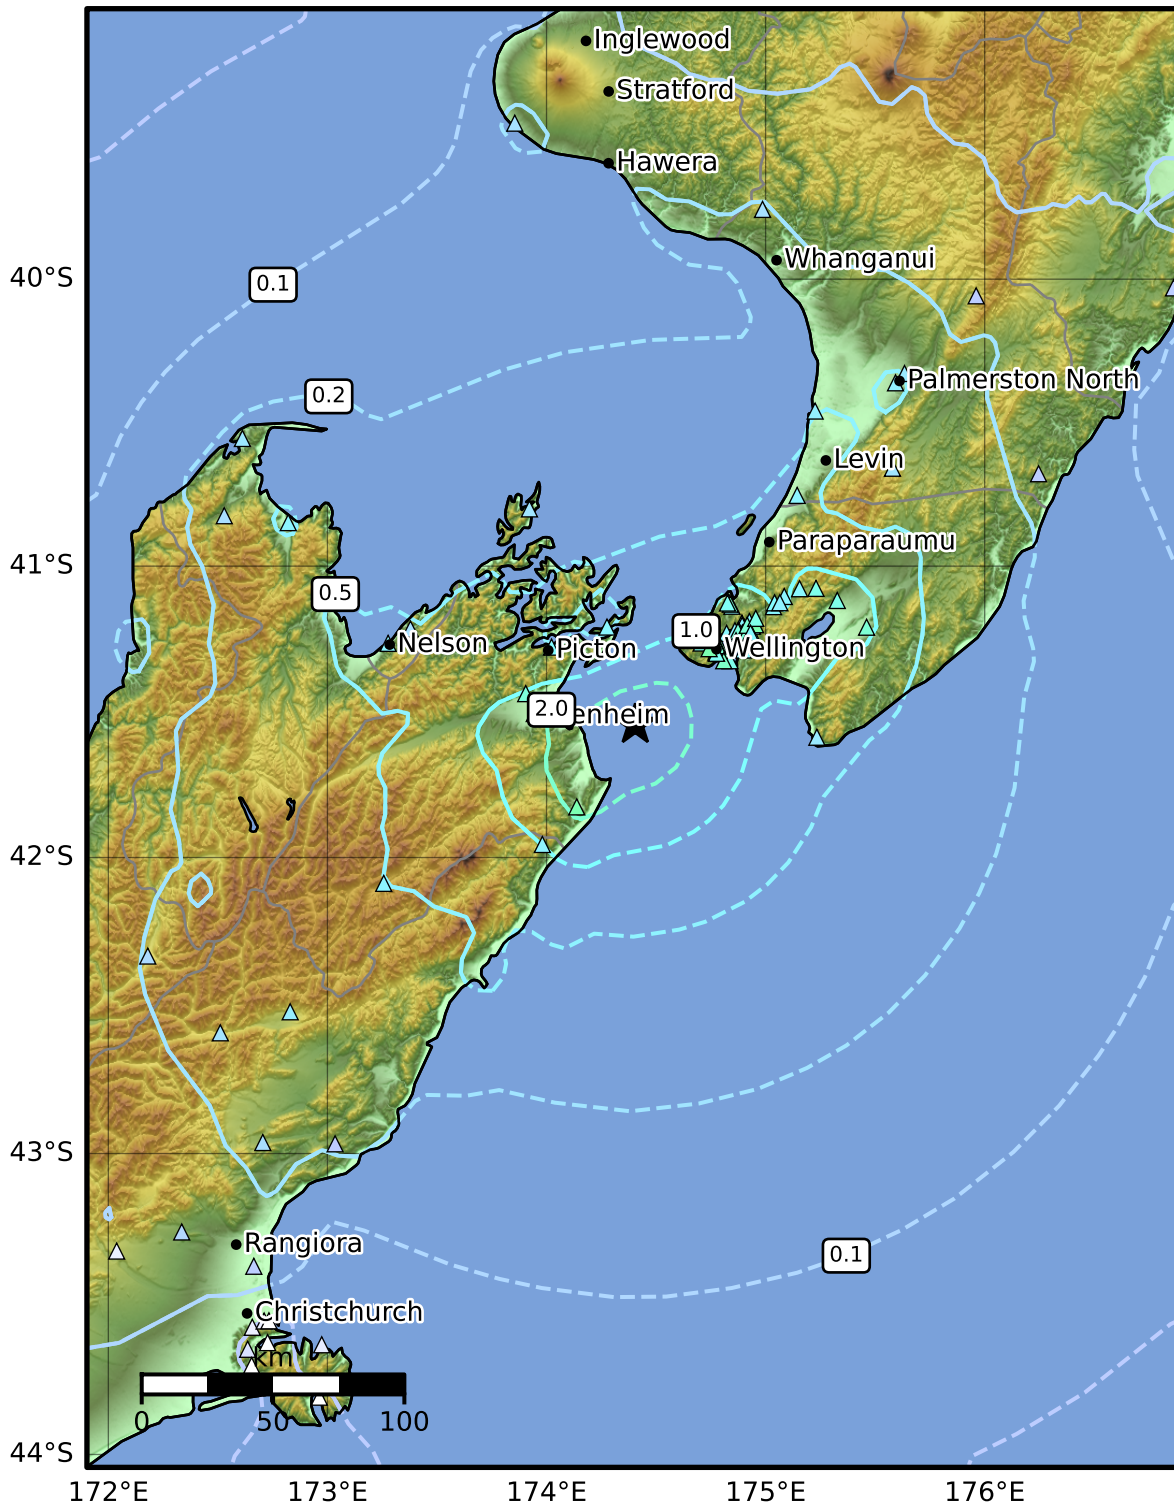 Inglewood
Stratford
Hawera
Whanganui
40°S
0.1
0.2
Palmerston North
Levin
Paraparaumu
41°S
0.5
1.0
Nelson
Picton
Wellington
2.0
enheim
42°S
43°S
Rangiora
0.1
Christchurch
km
0 50 100
44°S
172°E 173°E 174°E 175°E 176°E